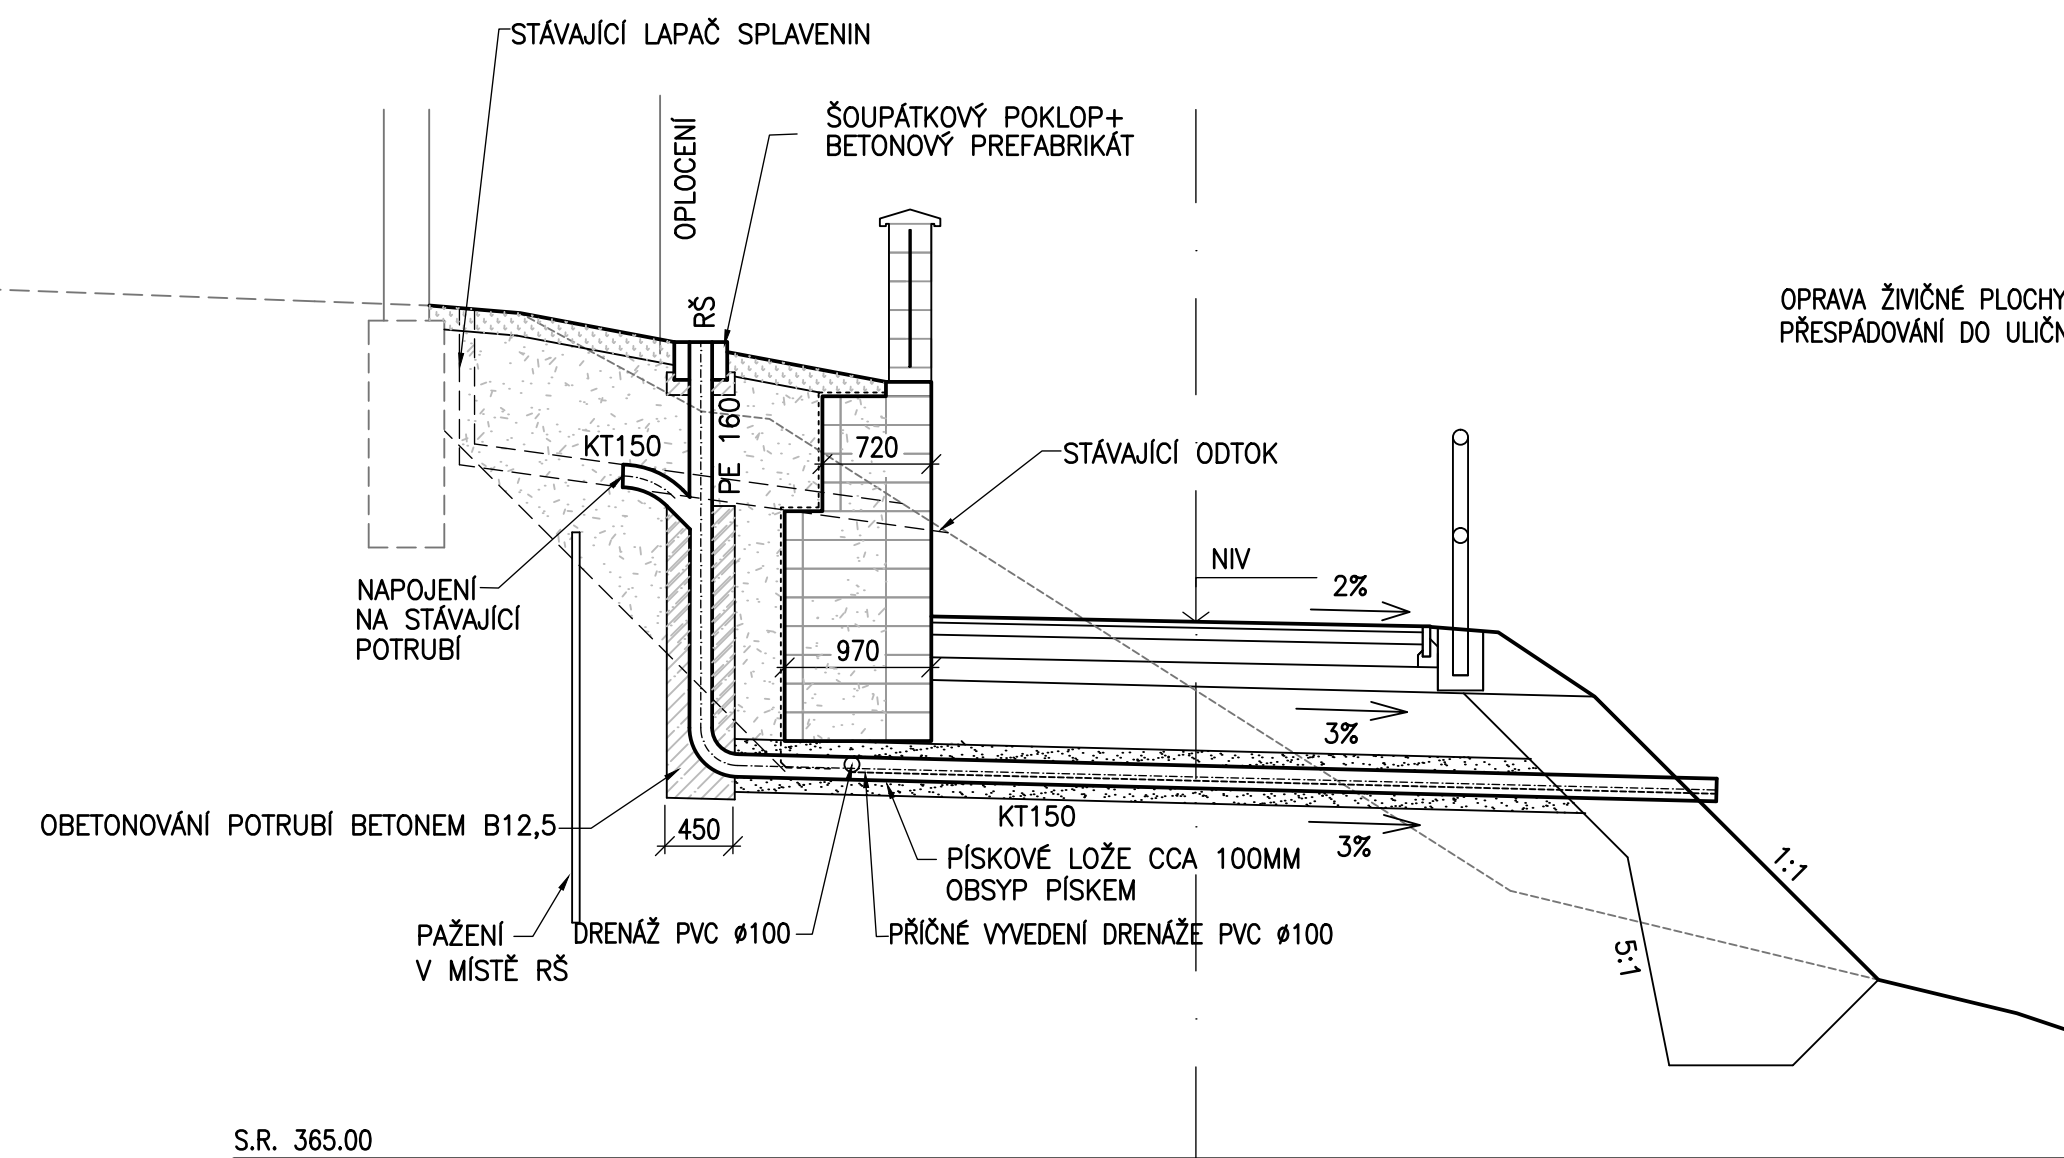 STÁVAJÍCÍ LAPAČ SPLAVENIN
ŠOUPÁTKOVÝ POKLOP+
BETONOVÝ PREFABRIKÁT
OPLOCENÍ
RŠ
OPRAVA ŽIVIČNÉ PLOCHY
PŘESPÁDOVÁNÍ DO ULIČN
KT150
PE 160
720
STÁVAJÍCÍ ODTOK
NIV
2%
NAPOJENÍ
NA STÁVAJÍCÍ
POTRUBÍ
970
3%
OBETONOVÁNÍ POTRUBÍ BETONEM B12,5
450
KT150
3%
PÍSKOVÉ LOŽE CCA 100MM
OBSYP PÍSKEM
1:1
PAŽENÍ
V MÍSTĚ RŠ
DRENÁŽ PVC ø100
PŘÍČNÉ VYVEDENÍ DRENÁŽE PVC ø100
5:1
S.R. 365.00